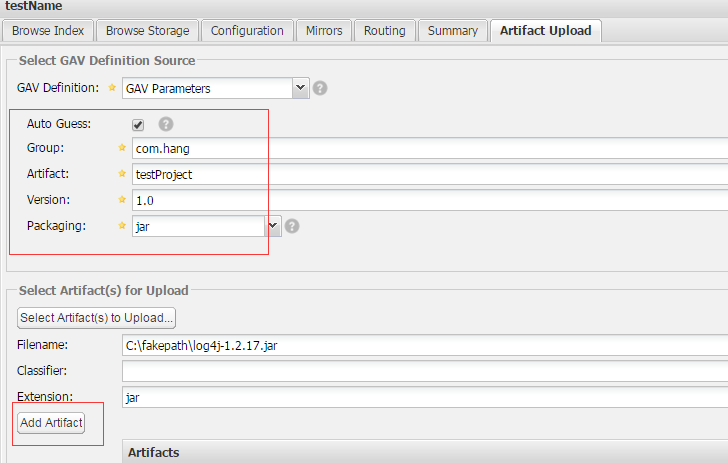 testName
Browse Index Browse Storage Configuration Mirrors Routing Summary Artifact Upload
Select GAV Definition Source
GAV Definition: GAV Parameters
Auto Guess:
Group: com.hang
Artifact: testProject
Version: 1.0
Packaging: jar
Select Artifact(s) for Upload
Select Artifact(s) to Upload...
Filename: C:\fakepath\log4j-1.2.17.jar
Classifier:
Extension: jar
Add Artifact
Artifacts